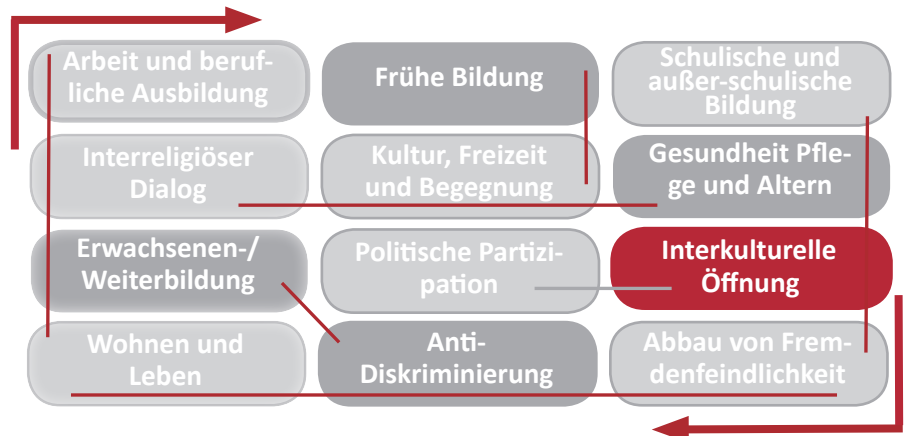 Arbeit und beruf-
liche Ausbildung
Frühe Bildung
Schulische und
außer-schulische
Bildung
Interreligiöser
Dialog
Kultur, Freizeit
und Begegnung
Gesundheit Pfle-
ge und Altern
Erwachsenen-/
Weiterbildung
Politische Partizi-
pation
Interkulturelle
Öffnung
Wohnen und
Leben
Anti-
Diskriminierung
Abbau von Frem-
denfeindlichkeit